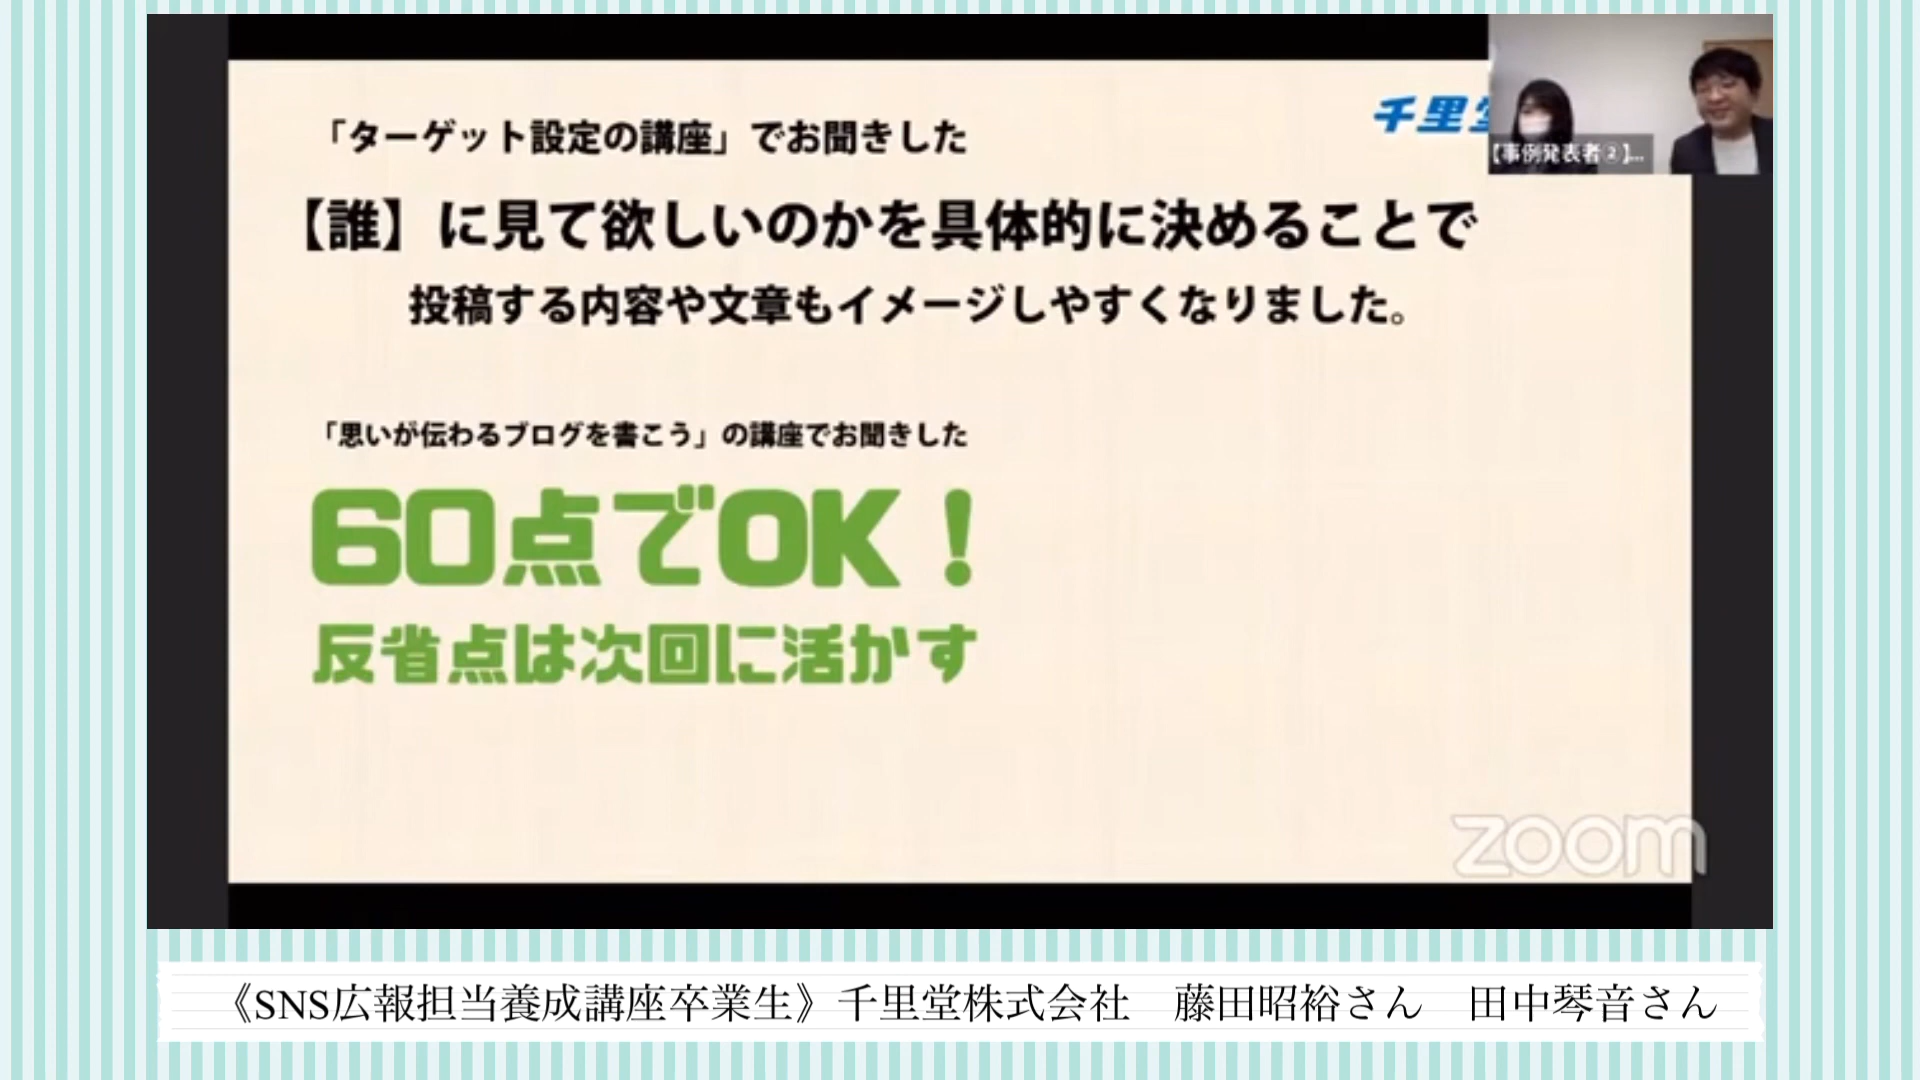 「ターゲット設定の講座」でお聞きした
千里
【事例発表者②】...
【誰】に見て欲しいのかを具体的に決めることで
投稿する内容や文章もイメージしやすくなりました。
「思いが伝わるブログを書こう」の講座でお聞きした
60点でOK！
反省点は次回に活かす
zoom
《SNS広報担当養成講座卒業生》千里堂株式会社　藤田昭裕さん　田中琴音さん